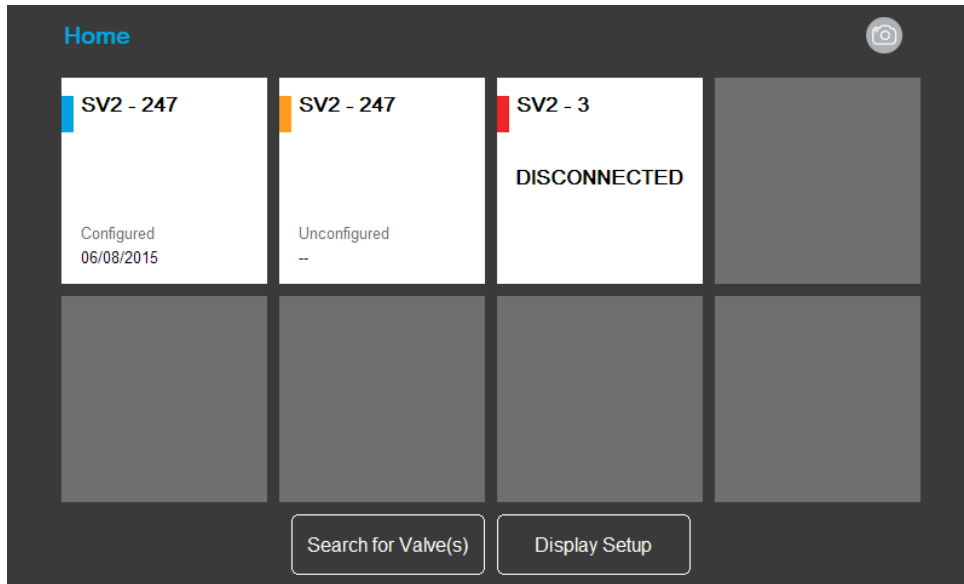 Home
SV2 - 247
Configured
06/08/2015
SV2 - 247
Unconfigured
--
SV2 - 3
DISCONNECTED
Search for Valve(s)
Display Setup